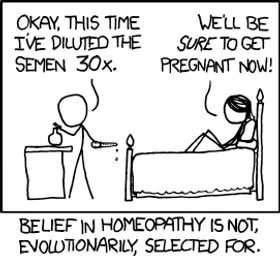 OKAY, THIS TIME
I'VE DILUTED THE
SEMEN 30x.
WE'LL BE
SURE TO GET
PREGNANT NOW!
BELIEF IN HOMEOPATHY IS NOT,
EVOLUTIONARILY, SELECTED FOR.